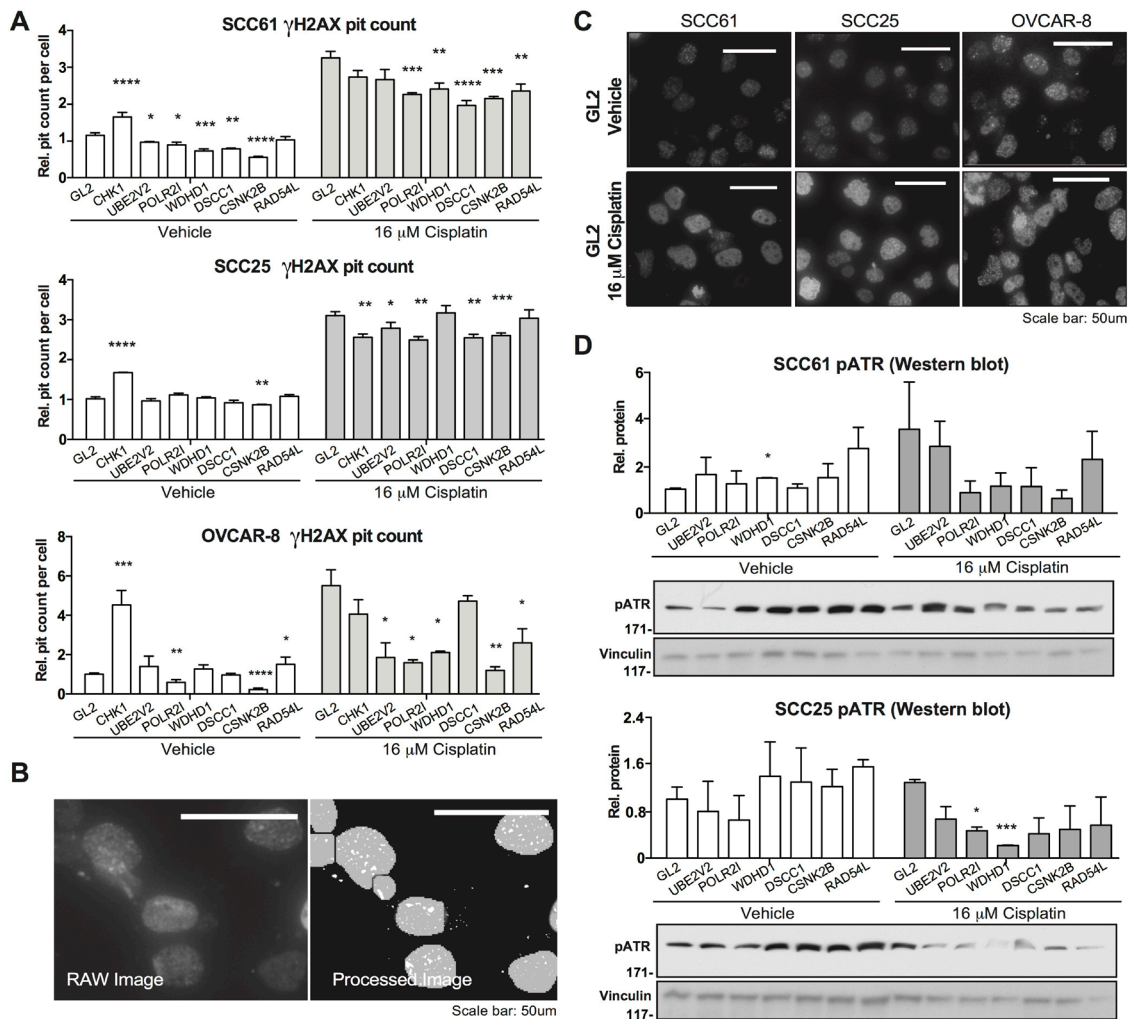 A
SCC61 γH2AX pit count
Rel. pit count per cell
4
3
2
1
0
**** * * *** ** ****
*** ** **** *** **
GL2 CHK1 UBE2V2 POLR2I WDHD1 DSCC1 CSNK2B RAD54L
GL2 CHK1 UBE2V2 POLR2I WDHD1 DSCC1 CSNK2B RAD54L
Vehicle
16 μM Cisplatin
SCC25 γH2AX pit count
Rel. pit count per cell
4
3
2
1
0
**** **
** * ** ** ***
GL2 CHK1 UBE2V2 POLR2I WDHD1 DSCC1 CSNK2B RAD54L
GL2 CHK1 UBE2V2 POLR2I WDHD1 DSCC1 CSNK2B RAD54L
Vehicle
16 μM Cisplatin
OVCAR-8 γH2AX pit count
Rel. pit count per cell
8
6
4
2
0
*** ** **** *
* * * ** *
GL2 CHK1 UBE2V2 POLR2I WDHD1 DSCC1 CSNK2B RAD54L
GL2 CHK1 UBE2V2 POLR2I WDHD1 DSCC1 CSNK2B RAD54L
Vehicle
16 μM Cisplatin
B
RAW Image
Processed Image
Scale bar: 50um
C
SCC61 SCC25 OVCAR-8
GL2
Vehicle
GL2
16 μM Cisplatin
Scale bar: 50um
D
SCC61 pATR (Western blot)
Rel. protein
6
4
2
0
*
GL2 UBE2V2 POLR2I WDHD1 DSCC1 CSNK2B RAD54L
GL2 UBE2V2 POLR2I WDHD1 DSCC1 CSNK2B RAD54L
Vehicle
16 μM Cisplatin
pATR
171-
Vinculin
117-
SCC25 pATR (Western blot)
Rel. protein
2.4
1.6
0.8
0
* ***
GL2 UBE2V2 POLR2I WDHD1 DSCC1 CSNK2B RAD54L
GL2 UBE2V2 POLR2I WDHD1 DSCC1 CSNK2B RAD54L
Vehicle
16 μM Cisplatin
pATR
171-
Vinculin
117-